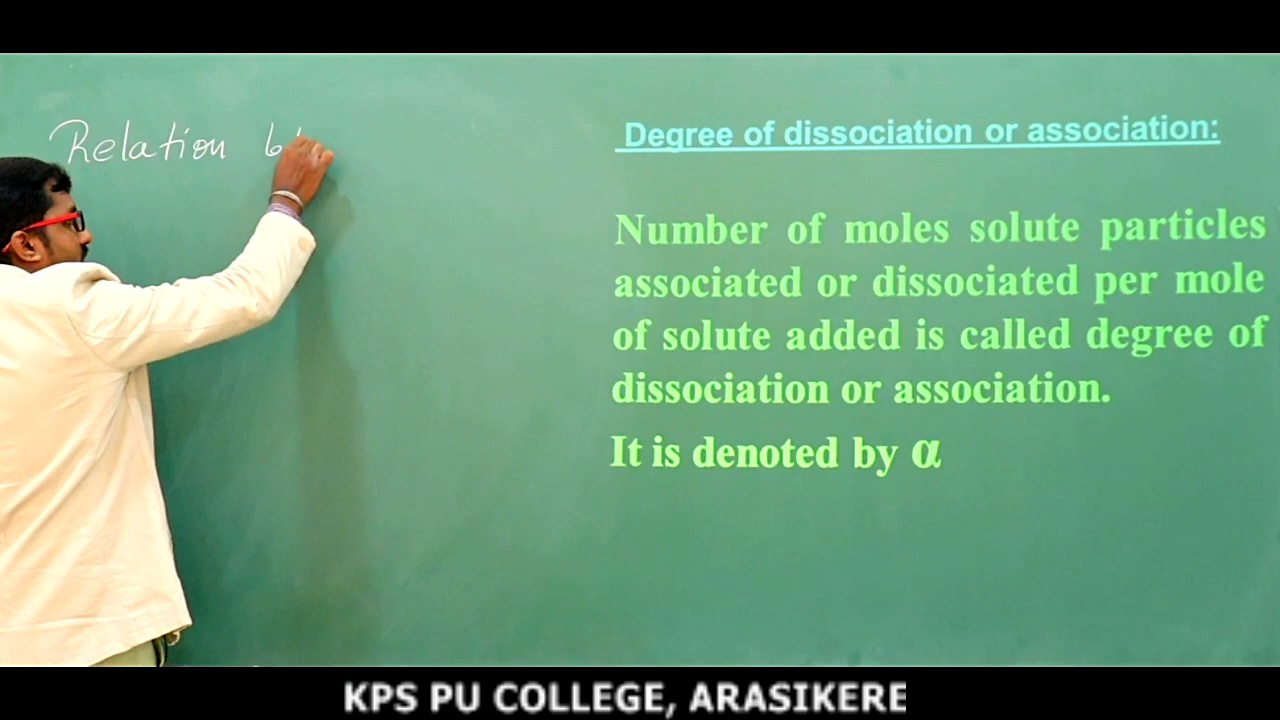 Relation
Degree of dissociation or association:
Number of moles solute particles
associated or dissociated per mole
of solute added is called degree of
dissociation or association.
It is denoted by α
KPS PU COLLEGE, ARASIKERE